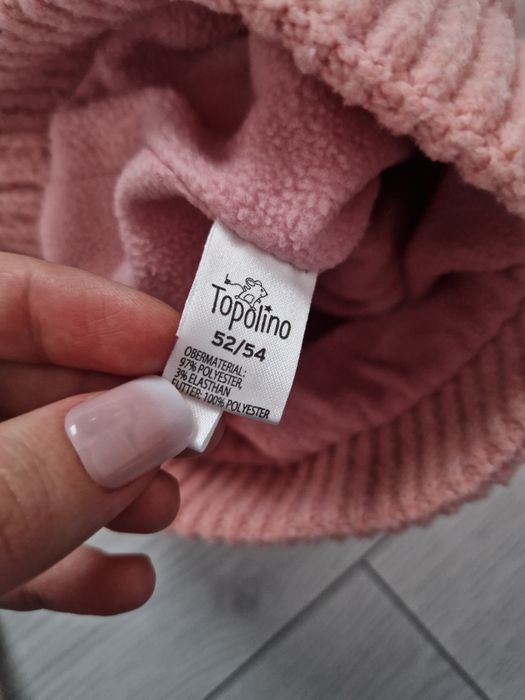 Topolino
52/54
OBERMATERIAL:
97% POLYESTER,
3% ELASTHAN
FUTTER: 100% POLYESTER